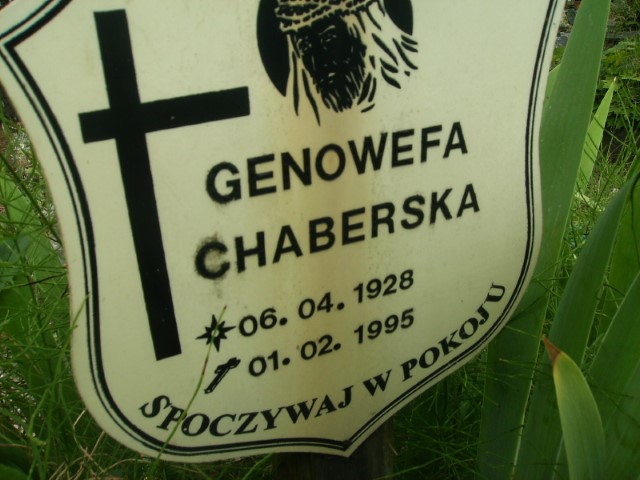 GENOWEFA
CHABERSKA
06. 04. 1928
01. 02. 1995
SPOCZYWAJ W POKOJU